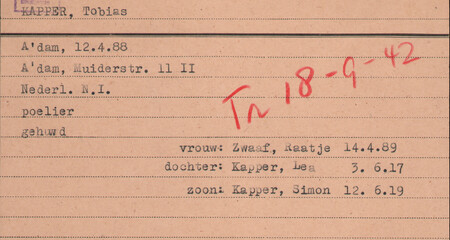 KAPPER, Tobias
A'dam, 12.4.88
A'dam, Muiderstr. 11 II
Nederl. N.I.
Tr 18-9-42
poelier
gehuwd
vrouw: Zwaaf, Raatje 14.4.89
dochter: Kapper, Lea 3. 6.17
zoon: Kapper, Simon 12. 6.19